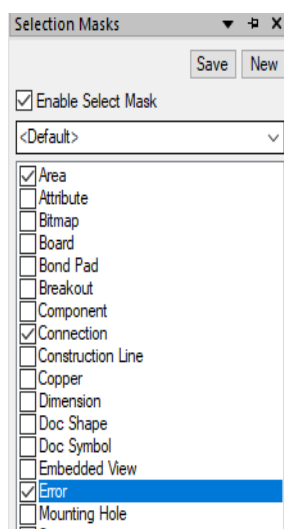 Selection Masks
Save New
Enable Select Mask
<Default>
Area
Attribute
Bitmap
Board
Bond Pad
Breakout
Component
Connection
Construction Line
Copper
Dimension
Doc Shape
Doc Symbol
Embedded View
Error
Mounting Hole